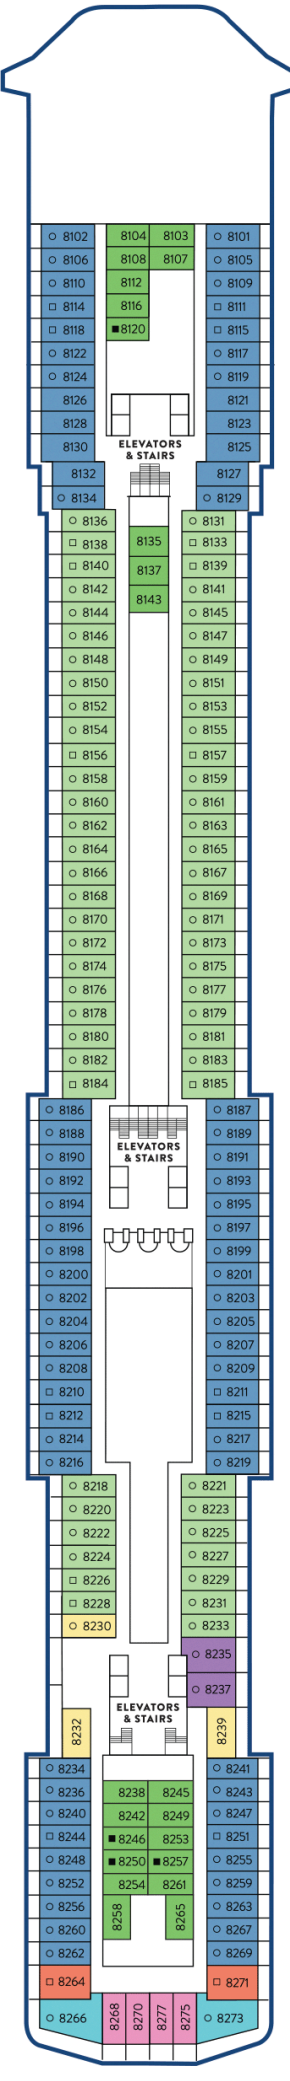 ○ 8102 8104 8103 ○ 8101
○ 8106 8108 8107 ○ 8105
○ 8110 8112 ○ 8109
□ 8114 8116 □ 8111
□ 8118 ■ 8120 □ 8115
○ 8122 ○ 8117
○ 8124 ○ 8119
8126 8121
8128 8123
8130 8125
ELEVATORS
& STAIRS
8132 8127
○ 8134 ○ 8129
○ 8136 ○ 8131
□ 8138 8135 □ 8133
□ 8140 8137 □ 8139
○ 8142 8143 ○ 8141
○ 8144 ○ 8145
○ 8146 ○ 8147
○ 8148 ○ 8149
○ 8150 ○ 8151
○ 8152 ○ 8153
○ 8154 ○ 8155
□ 8156 □ 8157
○ 8158 ○ 8159
○ 8160 ○ 8161
○ 8162 ○ 8163
○ 8164 ○ 8165
○ 8166 ○ 8167
○ 8168 ○ 8169
○ 8170 ○ 8171
○ 8172 ○ 8173
○ 8174 ○ 8175
○ 8176 ○ 8177
○ 8178 ○ 8179
○ 8180 ○ 8181
○ 8182 ○ 8183
□ 8184 □ 8185
○ 8186 ○ 8187
○ 8188 ○ 8189
ELEVATORS
& STAIRS
○ 8190 ○ 8191
○ 8192 ○ 8193
○ 8194 ○ 8195
○ 8196 ○ 8197
○ 8198 ○ 8199
○ 8200 ○ 8201
○ 8202 ○ 8203
○ 8204 ○ 8205
○ 8206 ○ 8207
○ 8208 ○ 8209
□ 8210 □ 8211
□ 8212 □ 8215
○ 8214 ○ 8217
○ 8216 ○ 8219
○ 8218 ○ 8221
○ 8220 ○ 8223
○ 8222 ○ 8225
○ 8224 ○ 8227
□ 8226 ○ 8229
□ 8228 ○ 8231
○ 8230 ○ 8233
○ 8235
○ 8237
ELEVATORS
& STAIRS
8232 8239
○ 8234 ○ 8241
○ 8236 8238 8245 ○ 8243
○ 8240 8242 8249 ○ 8247
□ 8244 ■ 8246 8253 □ 8251
○ 8248 ■ 8250 ■ 8257 ○ 8255
○ 8252 8254 8261 ○ 8259
○ 8256 8258 8265 ○ 8263
○ 8260 ○ 8267
○ 8262 ○ 8269
□ 8264 □ 8271
○ 8266 8268 8270 8277 8275 ○ 8273